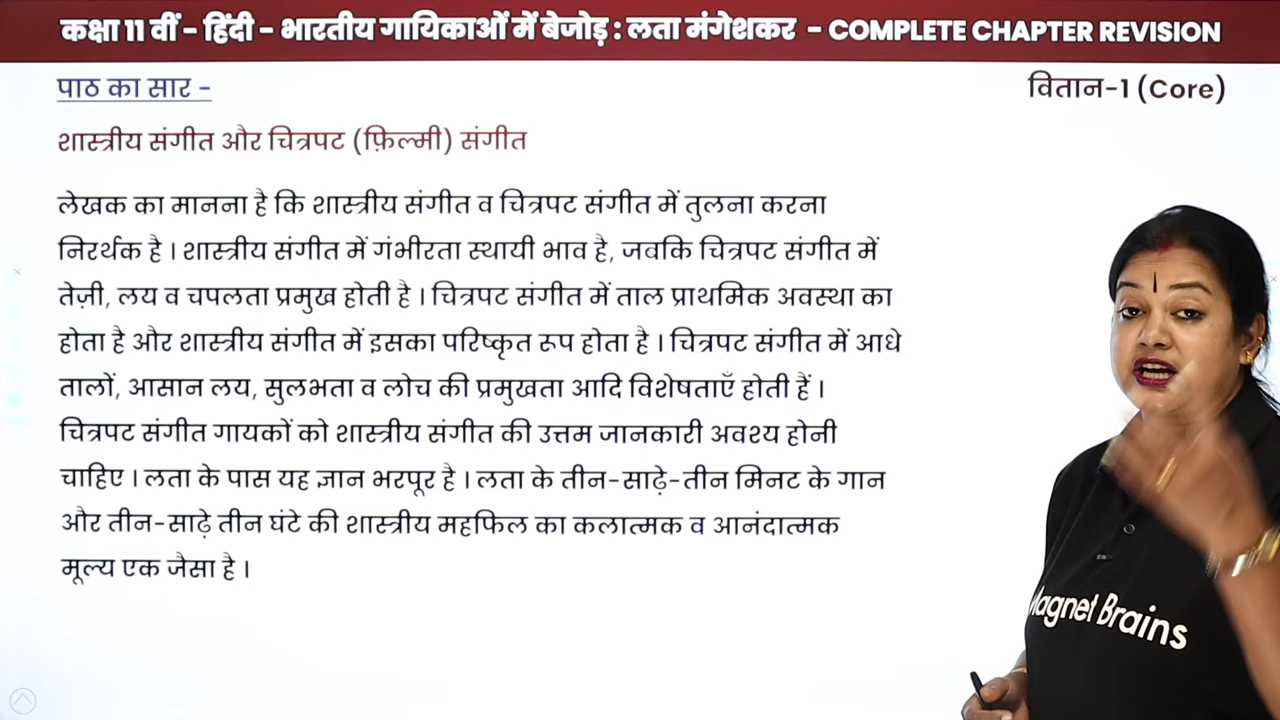 कक्षा 11 वीं - हिंदी - भारतीय गायिकाओं में बेजोड़ : लता मंगेशकर - COMPLETE CHAPTER REVISION
पाठ का सार -
वितान-1 (Core)
शास्त्रीय संगीत और चित्रपट (फ़िल्मी) संगीत
लेखक का मानना है कि शास्त्रीय संगीत व चित्रपट संगीत में तुलना करना
निरर्थक है । शास्त्रीय संगीत में गंभीरता स्थायी भाव है, जबकि चित्रपट संगीत में
तेज़ी, लय व चपलता प्रमुख होती है । चित्रपट संगीत में ताल प्राथमिक अवस्था का
होता है और शास्त्रीय संगीत में इसका परिष्कृत रूप होता है । चित्रपट संगीत में आधे
तालों, आसान लय, सुलभता व लोच की प्रमुखता आदि विशेषताएँ होती हैं ।
चित्रपट संगीत गायकों को शास्त्रीय संगीत की उत्तम जानकारी अवश्य होनी
चाहिए । लता के पास यह ज्ञान भरपूर है । लता के तीन-साढ़े-तीन मिनट के गान
और तीन-साढ़े तीन घंटे की शास्त्रीय महफिल का कलात्मक व आनंदात्मक
मूल्य एक जैसा है ।
Magnet Brains